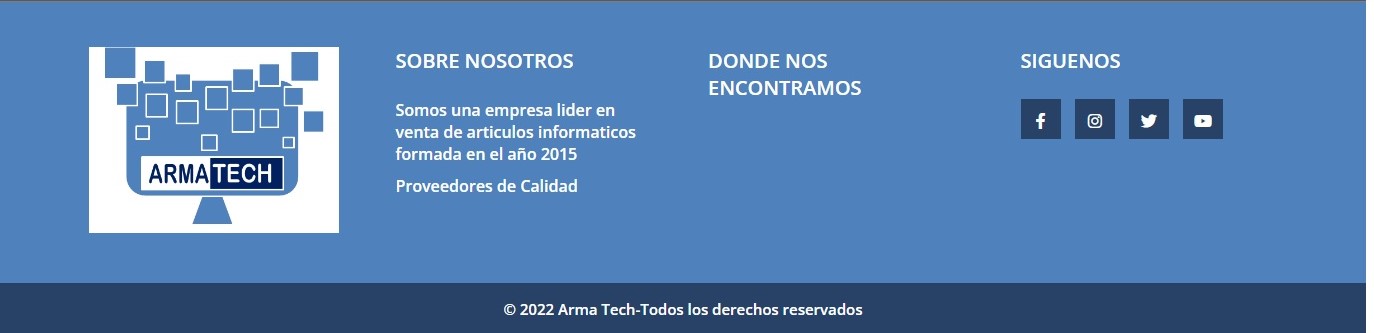 ARMATECH
SOBRE NOSOTROS
Somos una empresa lider en
venta de articulos informaticos
formada en el año 2015
Proveedores de Calidad
DONDE NOS
ENCONTRAMOS
SIGUENOS
© 2022 Arma Tech-Todos los derechos reservados